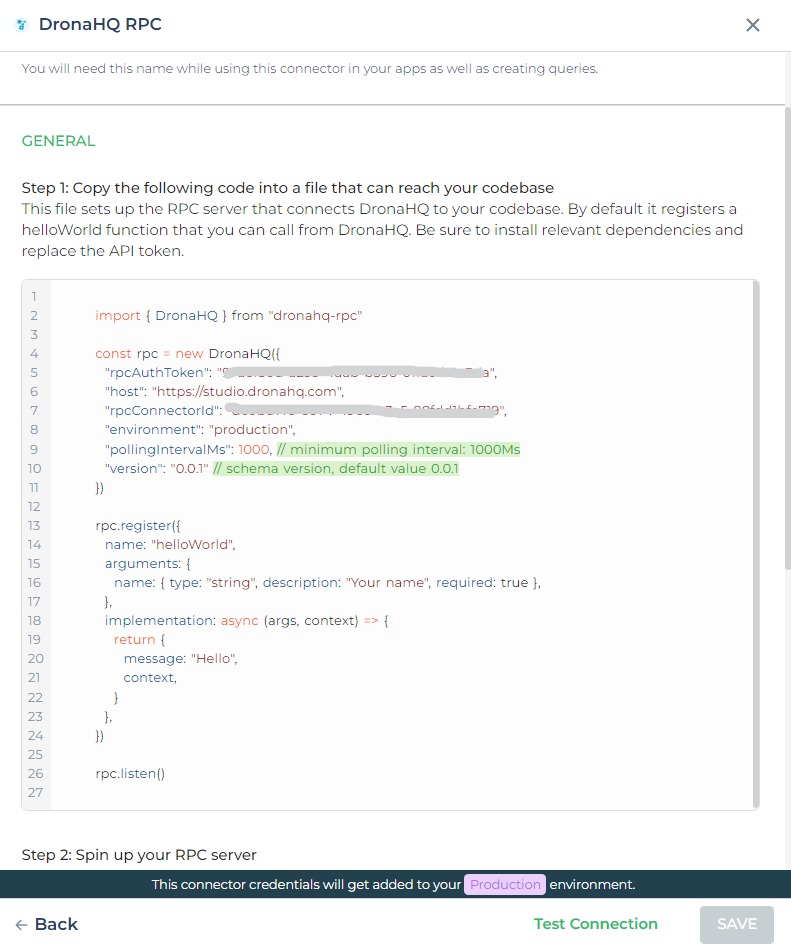 DronaHQ RPC
You will need this name while using this connector in your apps as well as creating queries.
GENERAL
Step 1: Copy the following code into a file that can reach your codebase
This file sets up the RPC server that connects DronaHQ to your codebase. By default it registers a
helloWorld function that you can call from DronaHQ. Be sure to install relevant dependencies and
replace the API token.
1
2 import { DronaHQ } from "dronahq-rpc"
3
4 const rpc = new DronaHQ({
5 "rpcAuthToken": "
6 "host": "https://studio.dronahq.com",
7 "rpcConnectorId": "
8 "environment": "production",
9 "pollingIntervalMs": 1000, // minimum polling interval: 1000Ms
10 "version": "0.0.1" // schema version, default value 0.0.1
11 })
12
13 rpc.register({
14 name: "helloWorld",
15 arguments: {
16 name: { type: "string", description: "Your name", required: true },
17 },
18 implementation: async (args, context) => {
19 return {
20 message: "Hello",
21 context,
22 }
23 },
24 })
25
26 rpc.listen()
27
Step 2: Spin up your RPC server
This connector credentials will get added to your Production environment.
← Back Test Connection SAVE